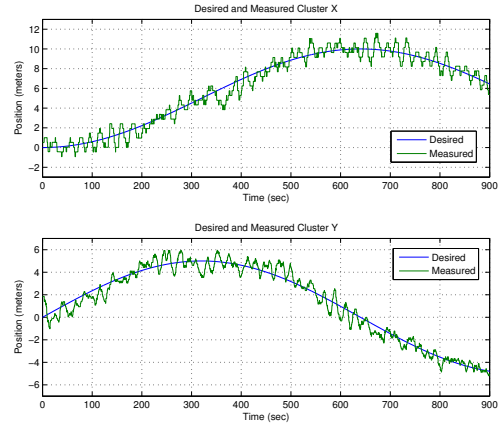 Desired and Measured Cluster X
Position (meters)
12
10
8
6
4
2
0
−2
0 100 200 300 400 500 600 700 800 900
Time (sec)
Desired
Measured
Desired and Measured Cluster Y
Position (meters)
6
4
2
0
−2
−4
−6
0 100 200 300 400 500 600 700 800 900
Time (sec)
Desired
Measured